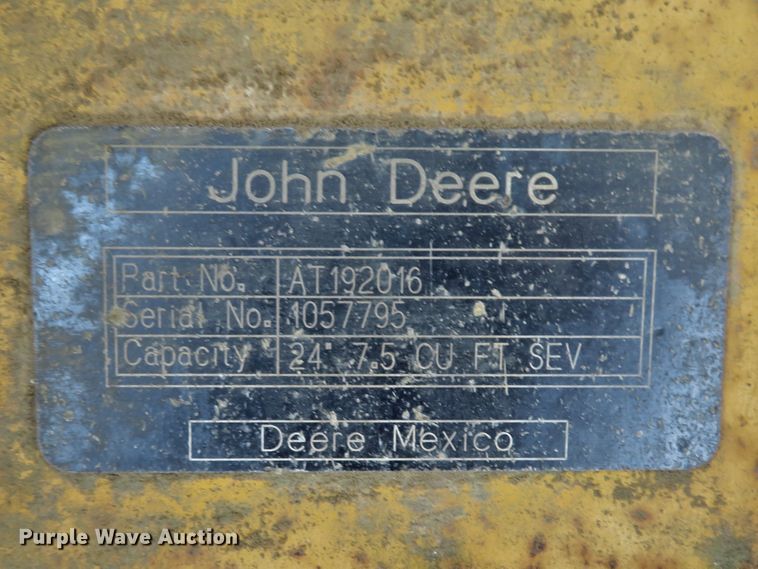 John Deere
Part No. AT192016
Serial No. 1057795
Capacity 24" 7.5 CU FT SEV
Deere Mexico
Purple Wave Auction